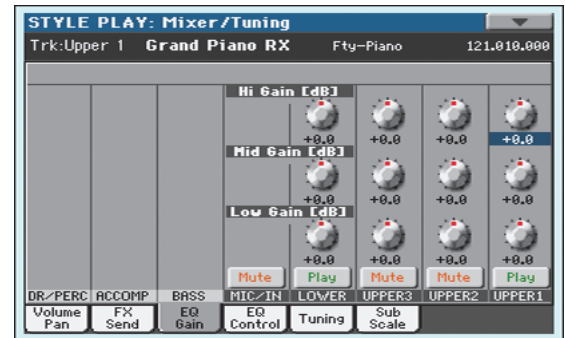 STYLE PLAY: Mixer/Tuning
Trk:Upper 1 Grand Piano RX Fty-Piano 121.010.000
Hi Gain [dB]
+0.0 +0.0 +0.0 +0.0
Mid Gain [dB]
+0.0 +0.0 +0.0 +0.0
Low Gain [dB]
+0.0 +0.0 +0.0 +0.0
Mute Play Mute Mute Play
DR/PERC ACCOMP BASS MIC/IN LOWER UPPER3 UPPER2 UPPER1
Volume Pan FX Send EQ Gain EQ Control Tuning Sub Scale